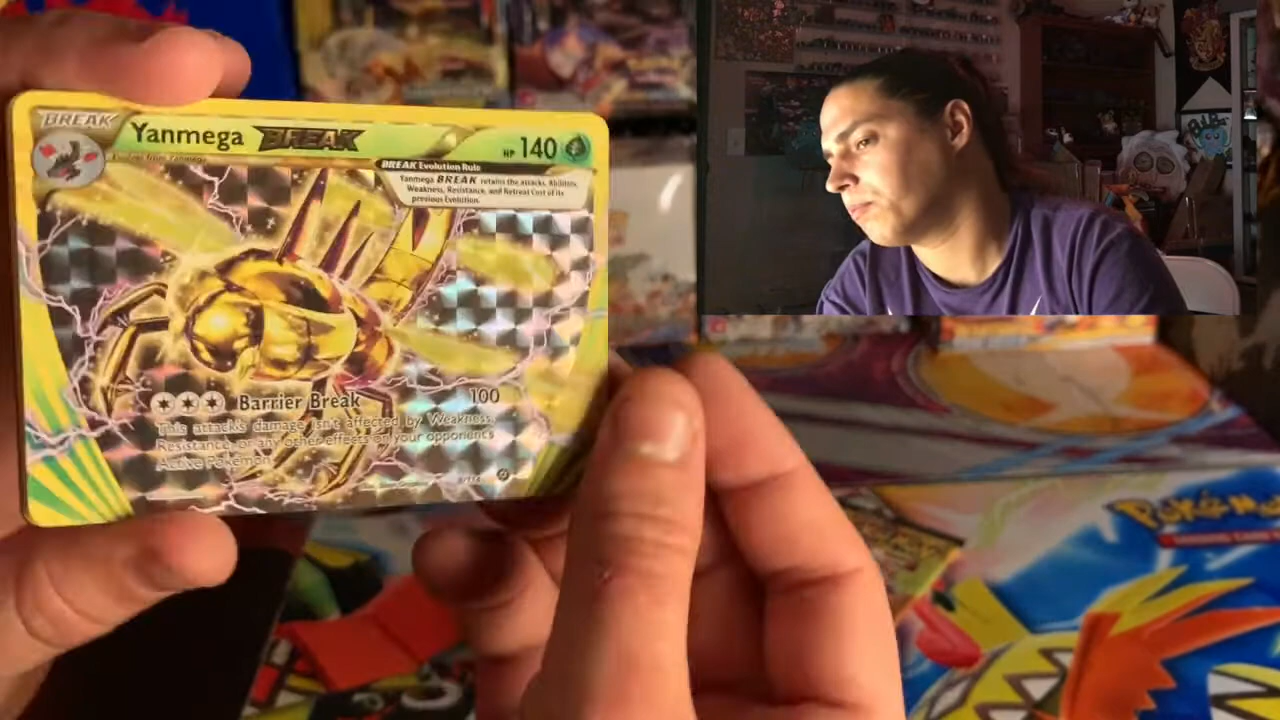 BREAK
Yanmega BREAK
HP 140
Evolves from Yanmega
BREAK Evolution Rule
Yanmega BREAK retains the attacks, Abilities,
Weakness, Resistance, and Retreat Cost of its
previous Evolution.
Barrier Break 100
This attack's damage isn't affected by Weakness,
Resistance, or any other effects on your opponent's
Active Pokémon.
POKéMON